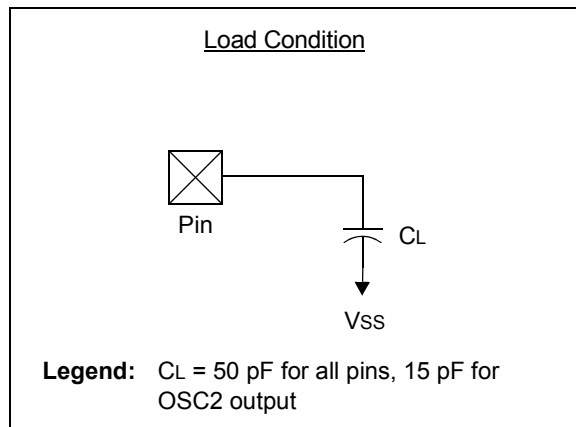 Load Condition
Pin
CL
VSS
Legend: CL = 50 pF for all pins, 15 pF for
OSC2 output